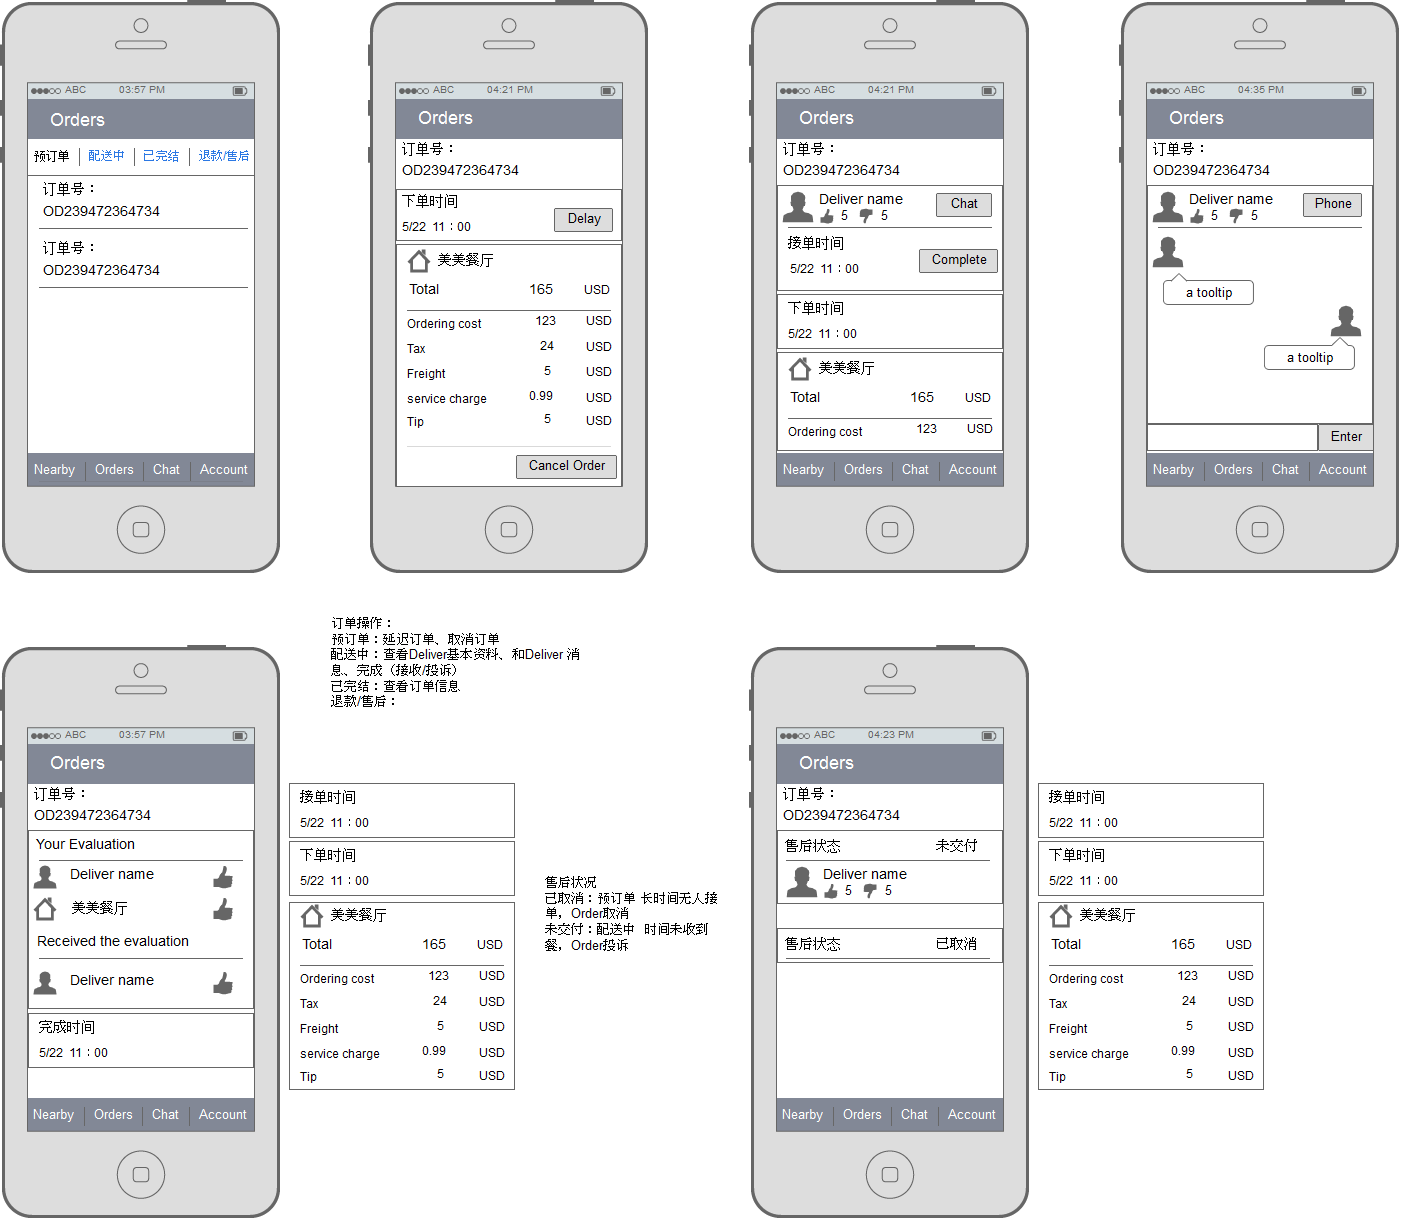 ABC 03:57 PM
Orders
预订单 配送中 已完结 退款/售后
订单号：
OD239472364734
订单号：
OD239472364734
Nearby Orders Chat Account
ABC 04:21 PM
Orders
订单号：
OD239472364734
下单时间
5/22 11：00 Delay
美美餐厅
Total 165 USD
Ordering cost 123 USD
Tax 24 USD
Freight 5 USD
service charge 0.99 USD
Tip 5 USD
Cancel Order
ABC 04:21 PM
Orders
订单号：
OD239472364734
Deliver name Chat
5 5
接单时间
5/22 11：00 Complete
下单时间
5/22 11：00
美美餐厅
Total 165 USD
Ordering cost 123 USD
Nearby Orders Chat Account
ABC 04:35 PM
Orders
订单号：
OD239472364734
Deliver name Phone
5 5
a tooltip
a tooltip
Enter
Nearby Orders Chat Account
订单操作：
预订单：延迟订单、取消订单
配送中：查看Deliver基本资料、和Deliver 消
息、完成（接收/投诉）
已完结：查看订单信息
退款/售后：
ABC 03:57 PM
Orders
订单号：
OD239472364734
Your Evaluation
Deliver name
美美餐厅
Received the evaluation
Deliver name
完成时间
5/22 11：00
Nearby Orders Chat Account
接单时间
5/22 11：00
下单时间
5/22 11：00
美美餐厅
Total 165 USD
Ordering cost 123 USD
Tax 24 USD
Freight 5 USD
service charge 0.99 USD
Tip 5 USD
售后状况
已取消：预订单 长时间无人接
单，Order取消
未交付：配送中 时间未收到
餐，Order投诉
ABC 04:23 PM
Orders
订单号：
OD239472364734
售后状态 未交付
Deliver name
5 5
售后状态 已取消
Nearby Orders Chat Account
接单时间
5/22 11：00
下单时间
5/22 11：00
美美餐厅
Total 165 USD
Ordering cost 123 USD
Tax 24 USD
Freight 5 USD
service charge 0.99 USD
Tip 5 USD